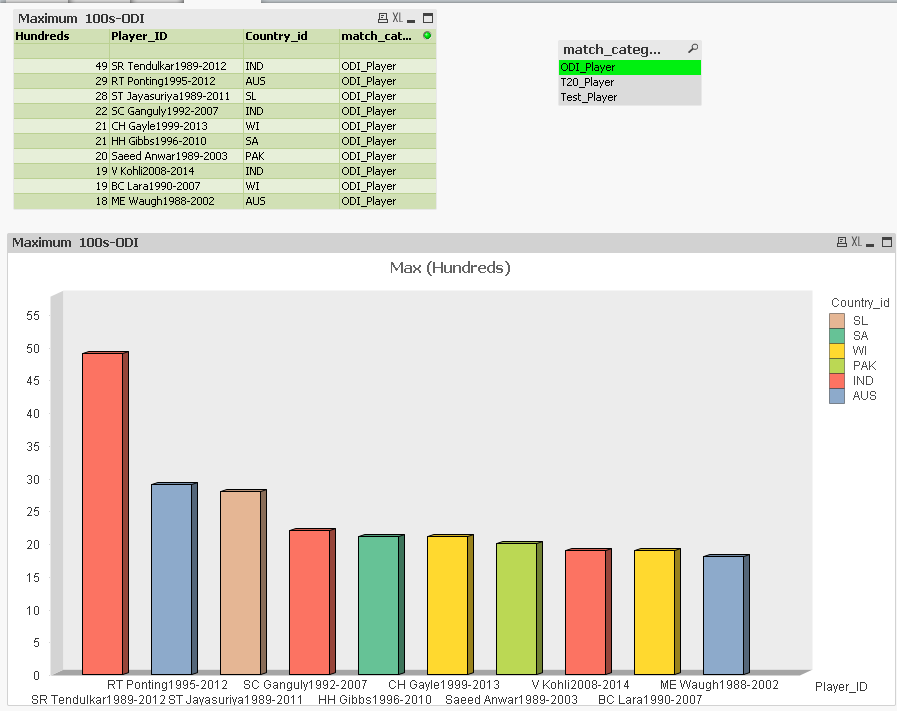 Maximum 100s-ODI XL
Hundreds Player_ID Country_id match_cat...
49 SR Tendulkar1989-2012 IND ODI_Player
29 RT Ponting1995-2012 AUS ODI_Player
28 ST Jayasuriya1989-2011 SL ODI_Player
22 SC Ganguly1992-2007 IND ODI_Player
21 CH Gayle1999-2013 WI ODI_Player
21 HH Gibbs1996-2010 SA ODI_Player
20 Saeed Anwar1989-2003 PAK ODI_Player
19 V Kohli2008-2014 IND ODI_Player
19 BC Lara1990-2007 WI ODI_Player
18 ME Waugh1988-2002 AUS ODI_Player
match_categ...
ODI_Player
T20_Player
Test_Player
Maximum 100s-ODI XL
Max (Hundreds)
55
50
45
40
35
30
25
20
15
10
5
0
Country_id
SL
SA
WI
PAK
IND
AUS
RT Ponting1995-2012 SC Ganguly1992-2007 CH Gayle1999-2013 V Kohli2008-2014 ME Waugh1988-2002 Player_ID
SR Tendulkar1989-2012 ST Jayasuriya1989-2011 HH Gibbs1996-2010 Saeed Anwar1989-2003 BC Lara1990-2007